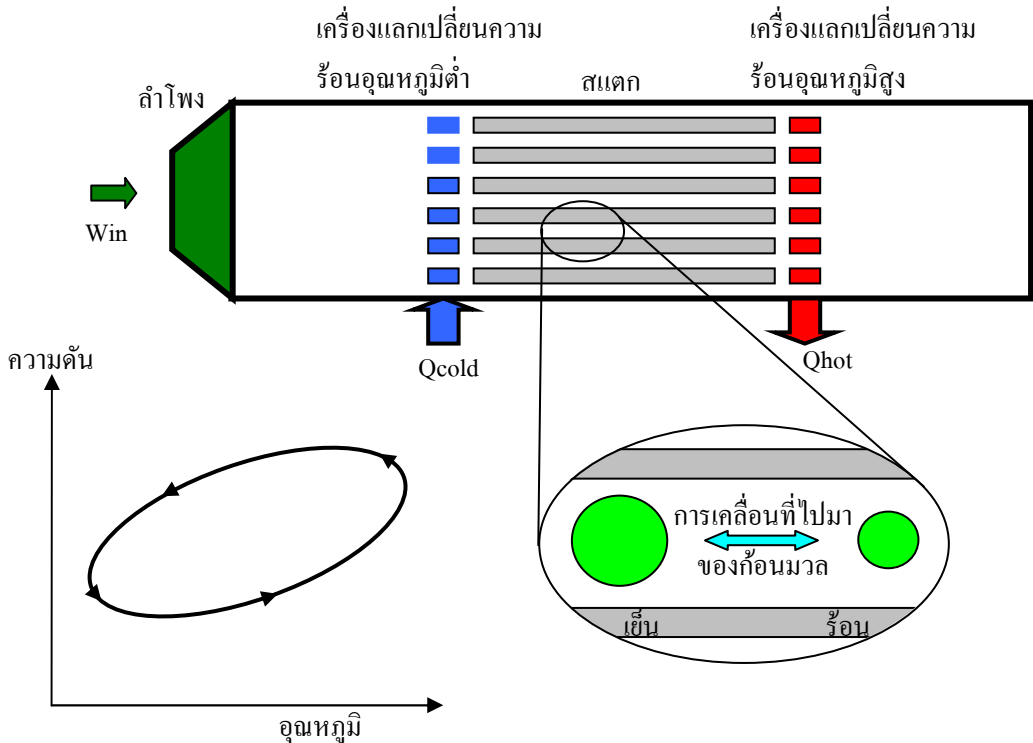 เครื่องแลกเปลี่ยนความ
ร้อนอุณหภูมิต่ำ
สแตก
เครื่องแลกเปลี่ยนความ
ร้อนอุณหภูมิสูง
ลำโพง
Win
Qcold
Qhot
ความดัน
อุณหภูมิ
การเคลื่อนที่ไปมา
ของก้อนมวล
เย็น
ร้อน